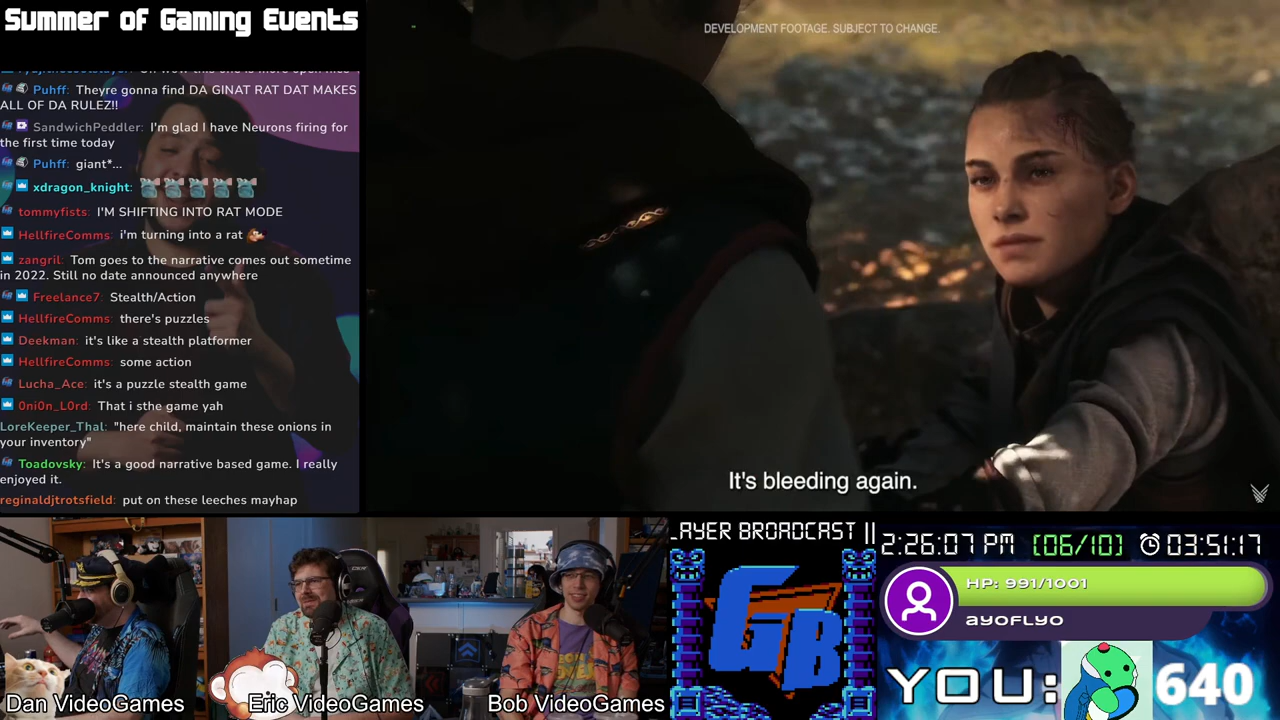 Summer of Gaming Events
Puhff: Theyre gonna find DA GINAT RAT DAT MAKES
ALL OF DA RULEZ!!
SandwichPeddler: I'm glad I have Neurons firing for
the first time today
Puhff: giant*...
xdragon_knight:
tommyfists: I'M SHIFTING INTO RAT MODE
HellfireComms: i'm turning into a rat
zangril: Tom goes to the narrative comes out sometime
in 2022. Still no date announced anywhere
Freelance7: Stealth/Action
HellfireComms: there's puzzles
Deekman: it's like a stealth platformer
HellfireComms: some action
Lucha_Ace: it's a puzzle stealth game
0ni0n_L0rd: That i sthe game yah
LoreKeeper_Thal: "here child, maintain these onions in
your inventory"
Toadovsky: It's a good narrative based game. I really
enjoyed it.
reginaldjtrotsfield: put on these leeches mayhap
DEVELOPMENT FOOTAGE. SUBJECT TO CHANGE.
It's bleeding again.
Dan VideoGames
Eric VideoGames
Bob VideoGames
LAYER BROADCAST ||
GB
2:26:07 PM [06/10] 03:51:17
HP: 991/1001
AYOFLYO
YOU: 640